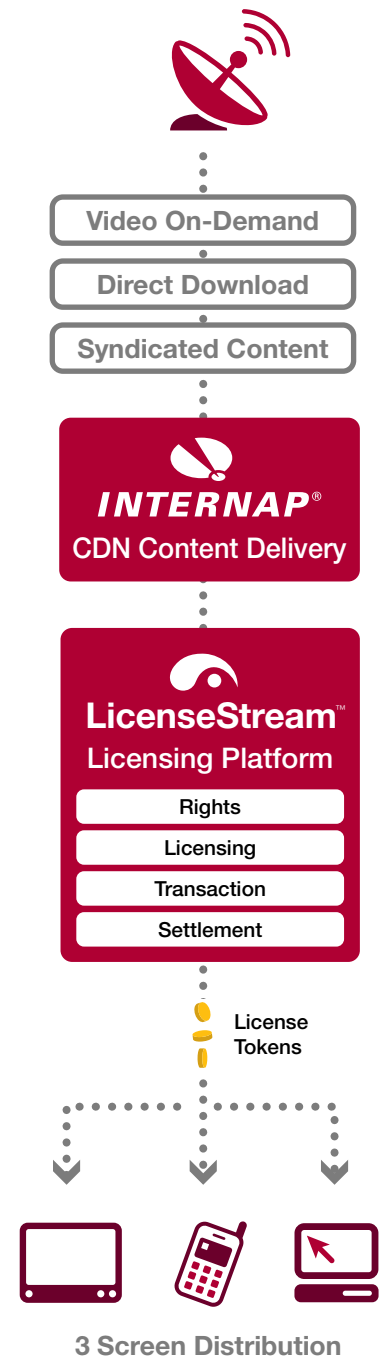 Video On-Demand
Direct Download
Syndicated Content
INTERNAP®
CDN Content Delivery
LicenseStream™
Licensing Platform
Rights
Licensing
Transaction
Settlement
License
Tokens
3 Screen Distribution